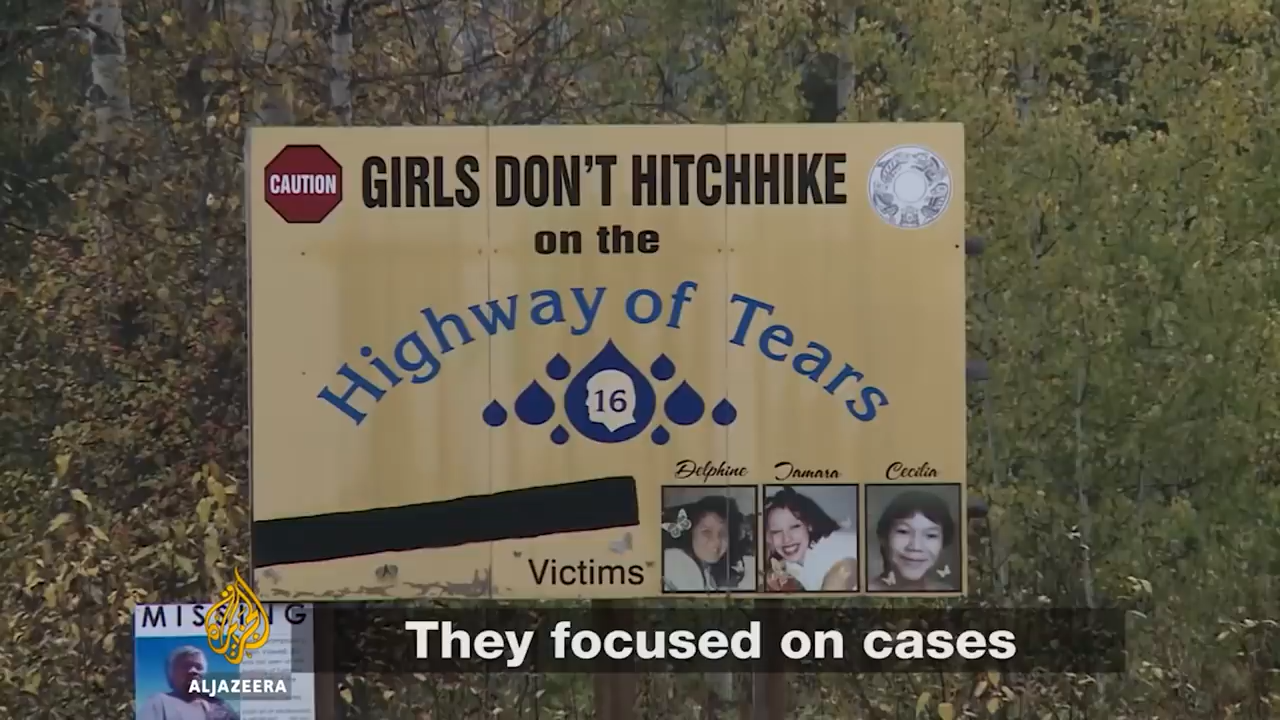 CAUTION
GIRLS DON'T HITCHHIKE
on the
Highway of Tears
16
Delphine
Tamara
Cecilia
Victims
MISSING
They focused on cases
ALJAZEERA